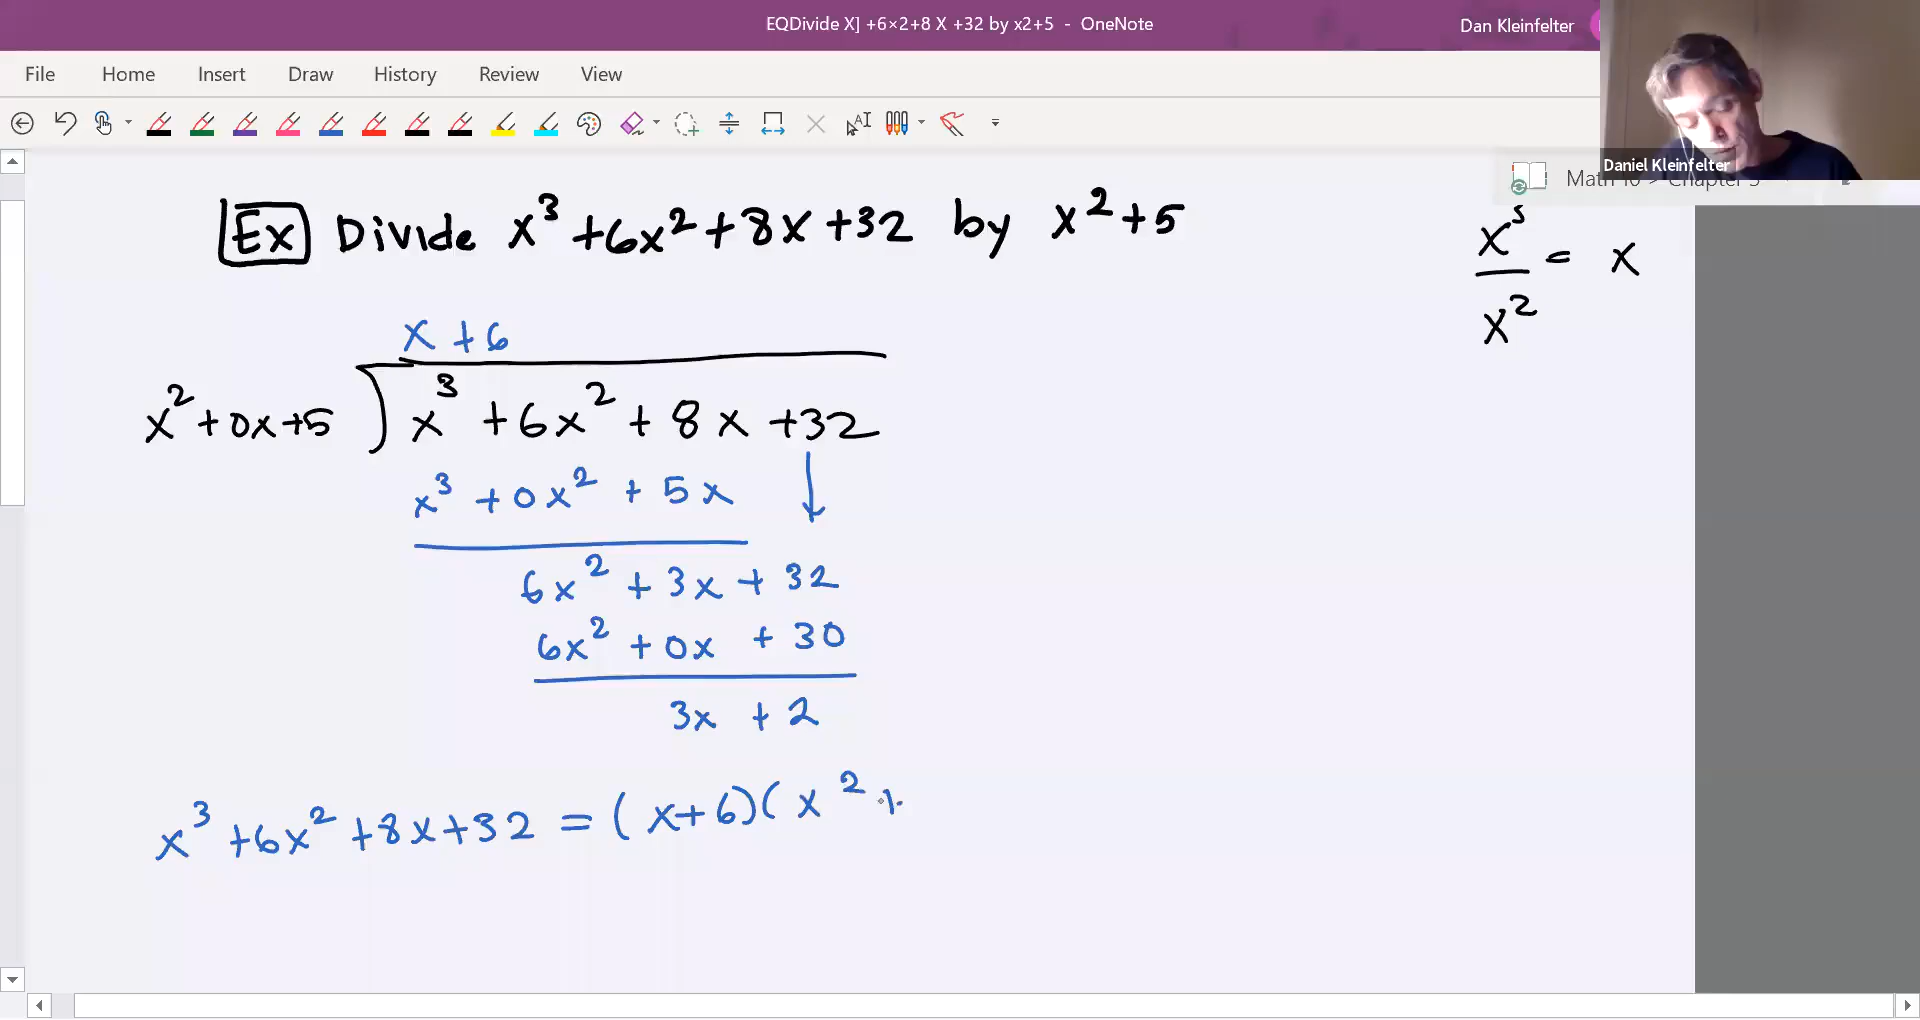 EQDivide X] +6×2+8 X +32 by x2+5 - OneNote
Dan Kleinfelter
File Home Insert Draw History Review View
Daniel Kleinfelter
Ex Divide x³ +6x² +8x +32 by x² +5
x³/x² = x
x +6
x² +0x +5 ) x³ +6x² +8x +32
x³ +0x² +5x
6x² +3x +32
6x² +0x +30
3x +2
x³ +6x² +8x +32 = (x+6)(x² +